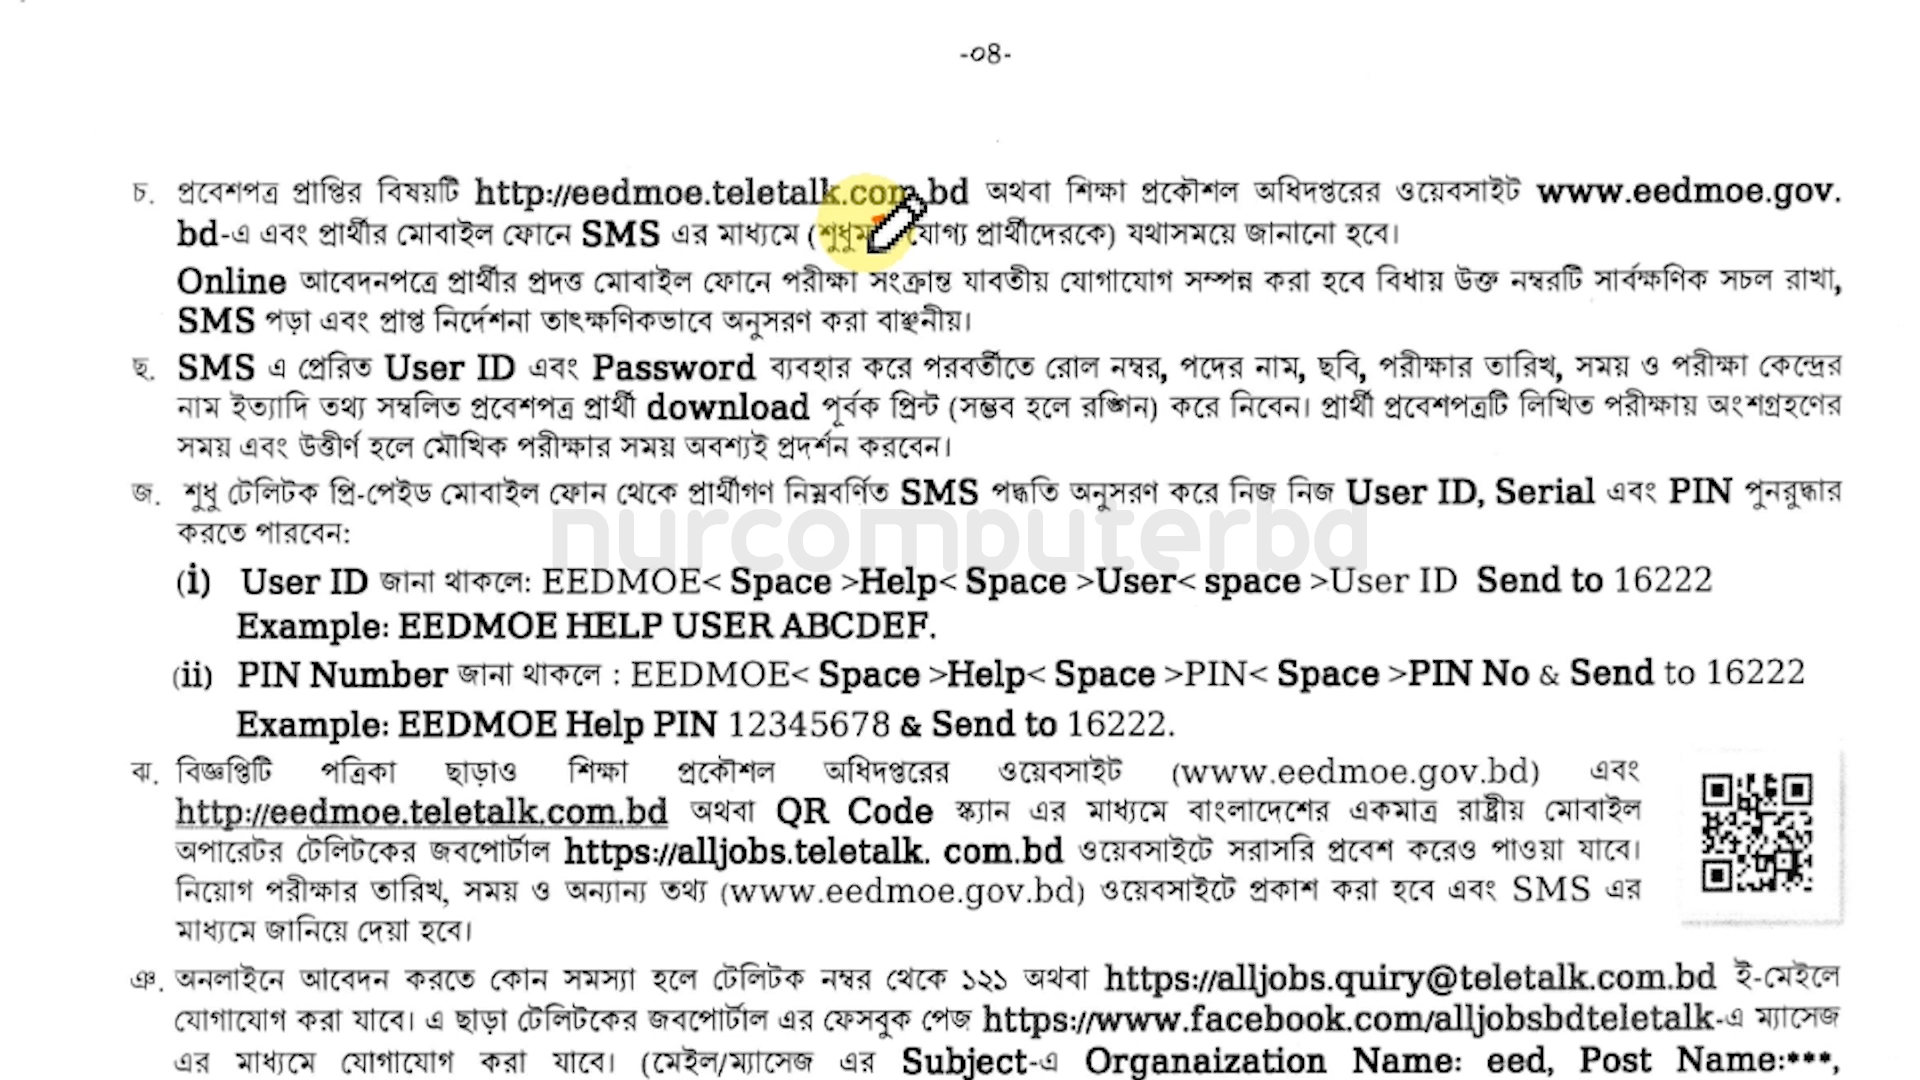 -০৪-
চ. প্রবেশপত্র প্রাপ্তির বিষয়টি http://eedmoe.teletalk.com.bd অথবা শিক্ষা প্রকৌশল অধিদপ্তরের ওয়েবসাইট www.eedmoe.gov.
bd-এ এবং প্রার্থীর মোবাইল ফোনে SMS এর মাধ্যমে (যোগ্য প্রার্থীদেরকে) যথাসময়ে জানানো হবে।
Online আবেদনপত্রে প্রার্থীর প্রদত্ত মোবাইল ফোনে পরীক্ষা সংক্রান্ত যাবতীয় যোগাযোগ সম্পন্ন করা হবে বিধায় উক্ত নম্বরটি সার্বক্ষণিক সচল রাখা,
SMS পড়া এবং প্রাপ্ত নির্দেশনা তাৎক্ষণিকভাবে অনুসরণ করা বাঞ্ছনীয়।
ছ. SMS এ প্রেরিত User ID এবং Password ব্যবহার করে পরবর্তীতে রোল নম্বর, পদের নাম, ছবি, পরীক্ষার তারিখ, সময় ও পরীক্ষা কেন্দ্রের
নাম ইত্যাদি তথ্য সম্বলিত প্রবেশপত্র প্রার্থী download পূর্বক প্রিন্ট (সম্ভব হলে রঙ্গিন) করে নিবেন। প্রার্থী প্রবেশপত্রটি লিখিত পরীক্ষায় অংশগ্রহণের
সময় এবং উত্তীর্ণ হলে মৌখিক পরীক্ষার সময় অবশ্যই প্রদর্শন করবেন।
জ. শুধু টেলিটক প্রি-পেইড মোবাইল ফোন থেকে প্রার্থীগণ নিম্নবর্ণিত SMS পদ্ধতি অনুসরণ করে নিজ নিজ User ID, Serial এবং PIN পুনরুদ্ধার
করতে পারবেন:
nurcomputerbd
(i) User ID জানা থাকলে: EEDMOE< Space >Help< Space >User< space >User ID Send to 16222
Example: EEDMOE HELP USER ABCDEF.
(ii) PIN Number জানা থাকলে : EEDMOE< Space >Help< Space >PIN< Space >PIN No & Send to 16222
Example: EEDMOE Help PIN 12345678 & Send to 16222.
ঝ. বিজ্ঞপ্তিটি পত্রিকা ছাড়াও শিক্ষা প্রকৌশল অধিদপ্তরের ওয়েবসাইট (www.eedmoe.gov.bd) এবং
http://eedmoe.teletalk.com.bd অথবা QR Code স্ক্যান এর মাধ্যমে বাংলাদেশের একমাত্র রাষ্ট্রীয় মোবাইল
অপারেটর টেলিটকের জবপোর্টাল https://alljobs.teletalk. com.bd ওয়েবসাইটে সরাসরি প্রবেশ করেও পাওয়া যাবে।
নিয়োগ পরীক্ষার তারিখ, সময় ও অন্যান্য তথ্য (www.eedmoe.gov.bd) ওয়েবসাইটে প্রকাশ করা হবে এবং SMS এর
মাধ্যমে জানিয়ে দেয়া হবে।
ঞ. অনলাইনে আবেদন করতে কোন সমস্যা হলে টেলিটক নম্বর থেকে ১২১ অথবা https://alljobs.quiry@teletalk.com.bd ই-মেইলে
যোগাযোগ করা যাবে। এ ছাড়া টেলিটকের জবপোর্টাল এর ফেসবুক পেজ https://www.facebook.com/alljobsbdteletalk-এ ম্যাসেজ
এর মাধ্যমে যোগাযোগ করা যাবে। (মেইল/ম্যাসেজ এর Subject-এ Organaization Name: eed, Post Name:***,